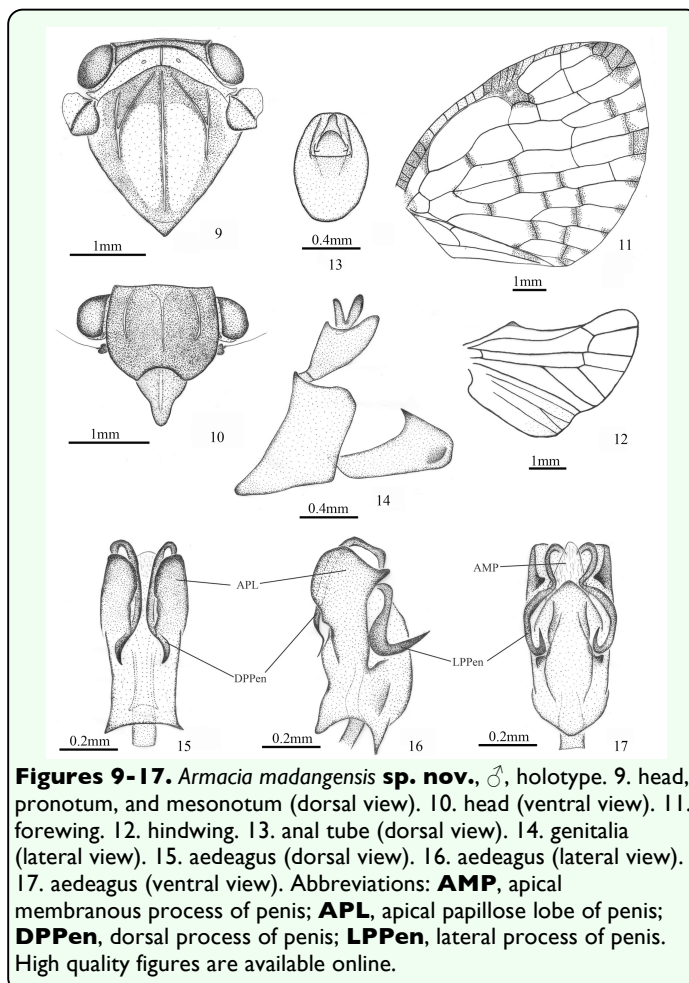 9
1mm
13
0.4mm
11
1mm
10
1mm
14
0.4mm
12
1mm
APL
DPPen
AMP
LPPen
15
0.2mm
16
0.2mm
17
0.2mm
Figures 9-17. Armacia madangensis sp. nov., ♂, holotype. 9. head,
pronotum, and mesonotum (dorsal view). 10. head (ventral view). 11.
forewing. 12. hindwing. 13. anal tube (dorsal view). 14. genitalia
(lateral view). 15. aedeagus (dorsal view). 16. aedeagus (lateral view).
17. aedeagus (ventral view). Abbreviations: AMP, apical
membranous process of penis; APL, apical papillose lobe of penis;
DPPen, dorsal process of penis; LPPen, lateral process of penis.
High quality figures are available online.